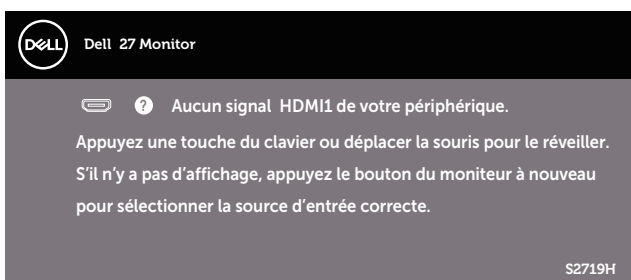 DELL
Dell 27 Monitor
? Aucun signal HDMI1 de votre périphérique.
Appuyez une touche du clavier ou déplacer la souris pour le réveiller.
S’il n’y a pas d’affichage, appuyez le bouton du moniteur à nouveau
pour sélectionner la source d’entrée correcte.
S2719H